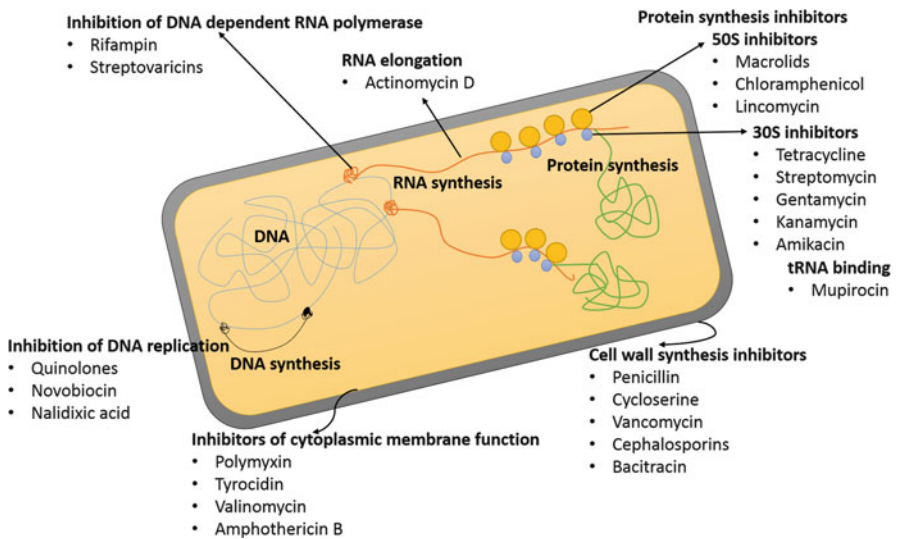 Inhibition of DNA dependent RNA polymerase
• Rifampin
• Streptovaricins
RNA elongation
• Actinomycin D
Protein synthesis inhibitors
50S inhibitors
• Macrolids
• Chloramphenicol
• Lincomycin
30S inhibitors
• Tetracycline
• Streptomycin
• Gentamycin
• Kanamycin
• Amikacin
tRNA binding
• Mupirocin
RNA synthesis
Protein synthesis
DNA
DNA synthesis
Inhibition of DNA replication
• Quinolones
• Novobiocin
• Nalidixic acid
Cell wall synthesis inhibitors
• Penicillin
• Cycloserine
• Vancomycin
• Cephalosporins
• Bacitracin
Inhibitors of cytoplasmic membrane function
• Polymyxin
• Tyrocidin
• Valinomycin
• Amphothericin B